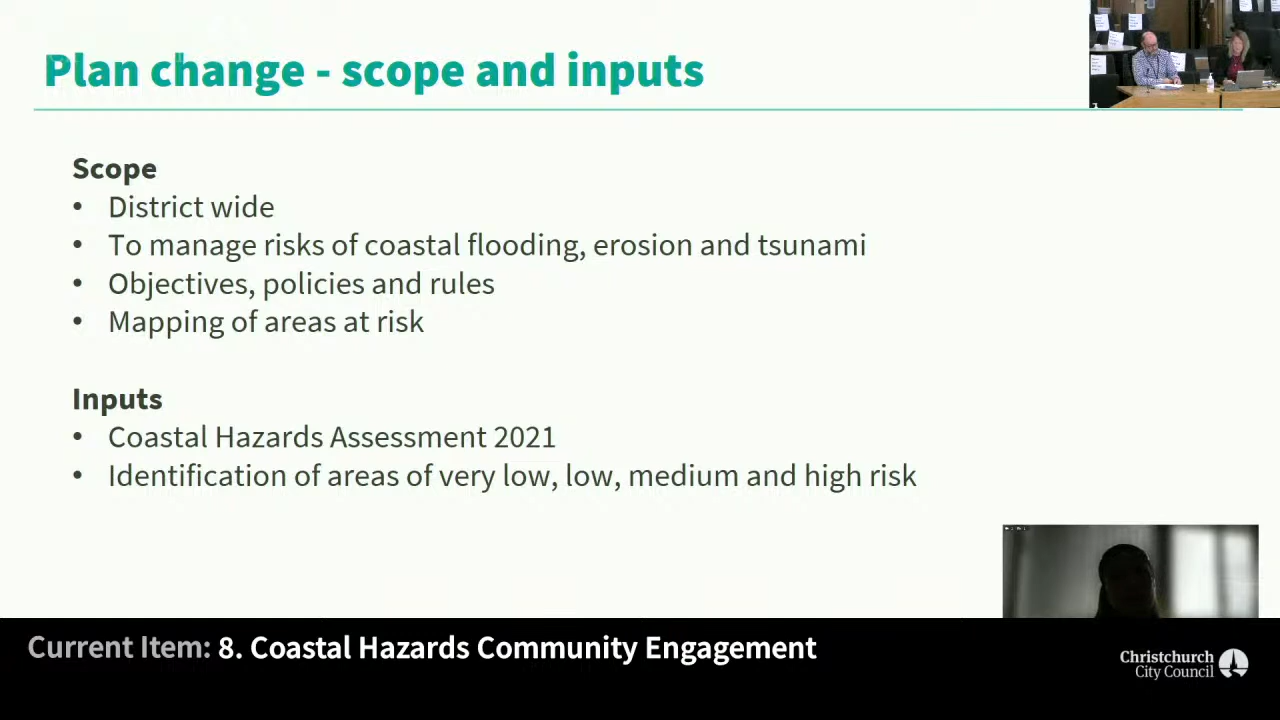 Plan change - scope and inputs
Scope
• District wide
• To manage risks of coastal flooding, erosion and tsunami
• Objectives, policies and rules
• Mapping of areas at risk
Inputs
• Coastal Hazards Assessment 2021
• Identification of areas of very low, low, medium and high risk
Current Item: 8. Coastal Hazards Community Engagement
Christchurch
City Council